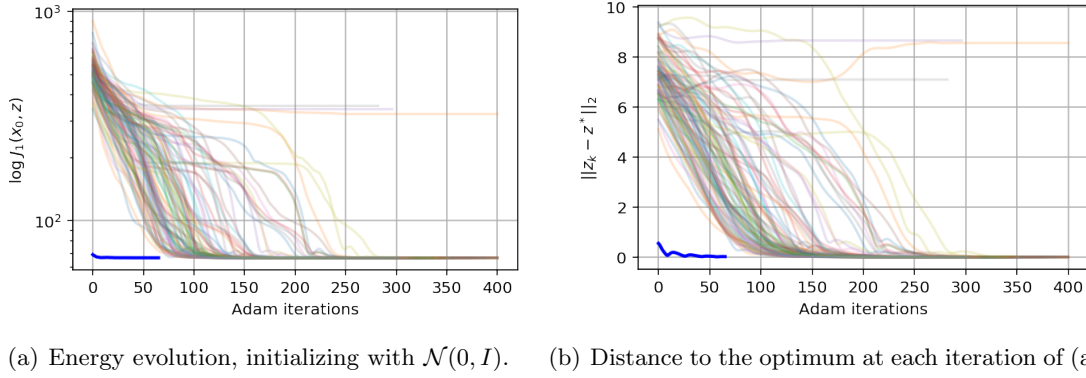 10³
10²
log J₁(x₀, z)
0 50 100 150 200 250 300 350 400
Adam iterations
10
8
6
4
2
0
||z_k − z*||₂
0 50 100 150 200 250 300 350 400
Adam iterations
(a) Energy evolution, initializing with 𝒩(0, I).
(b) Distance to the optimum at each iteration of (a